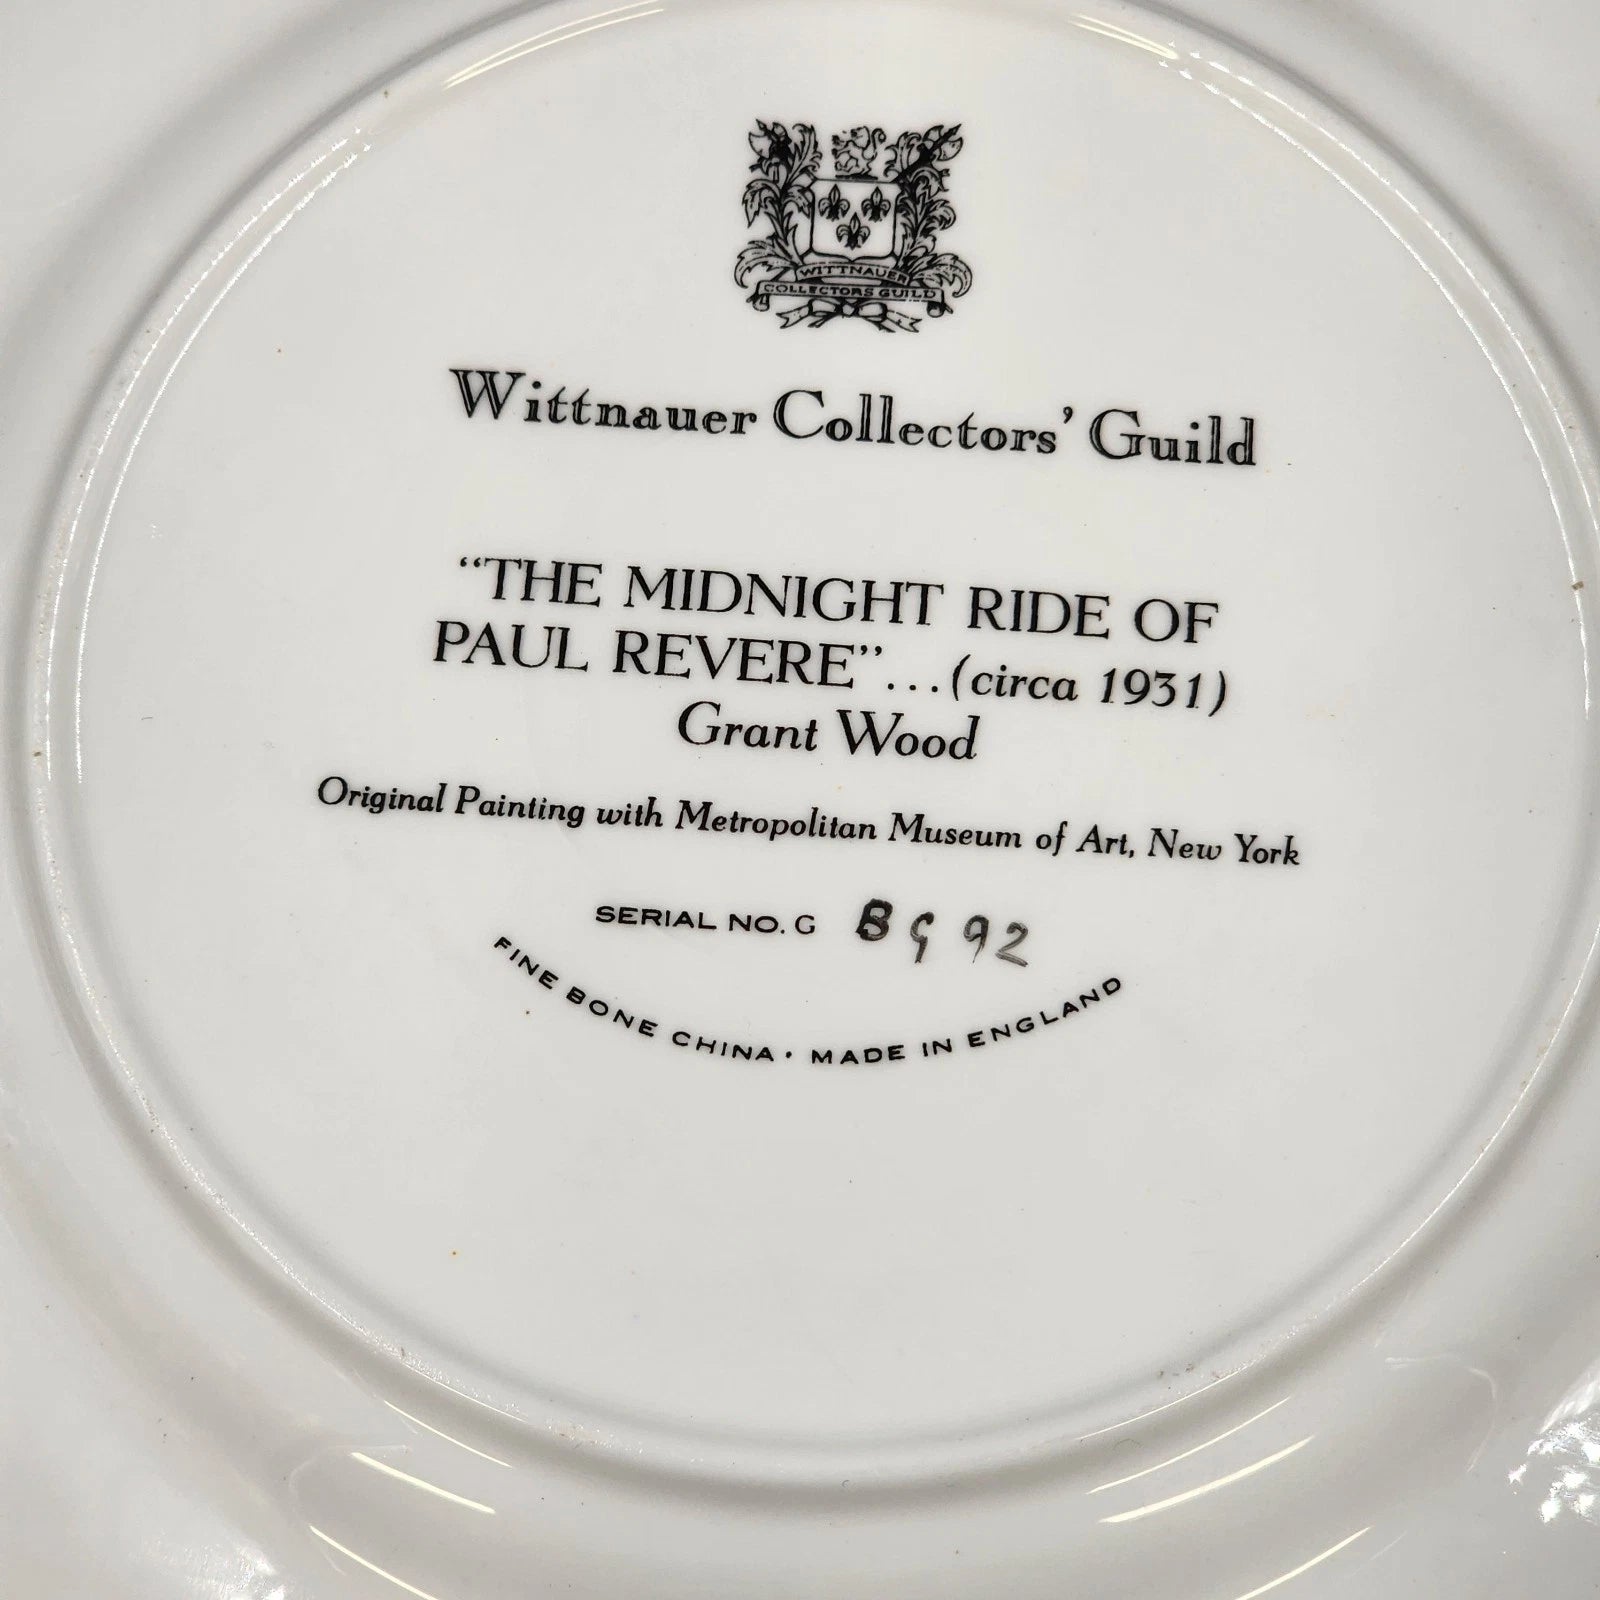 WITTNAUER
COLLECTORS GUILD
Wittnauer Collectors' Guild
“THE MIDNIGHT RIDE OF
PAUL REVERE”...(circa 1931)
Grant Wood
Original Painting with Metropolitan Museum of Art, New York
SERIAL NO. G 8992
FINE BONE CHINA · MADE IN ENGLAND